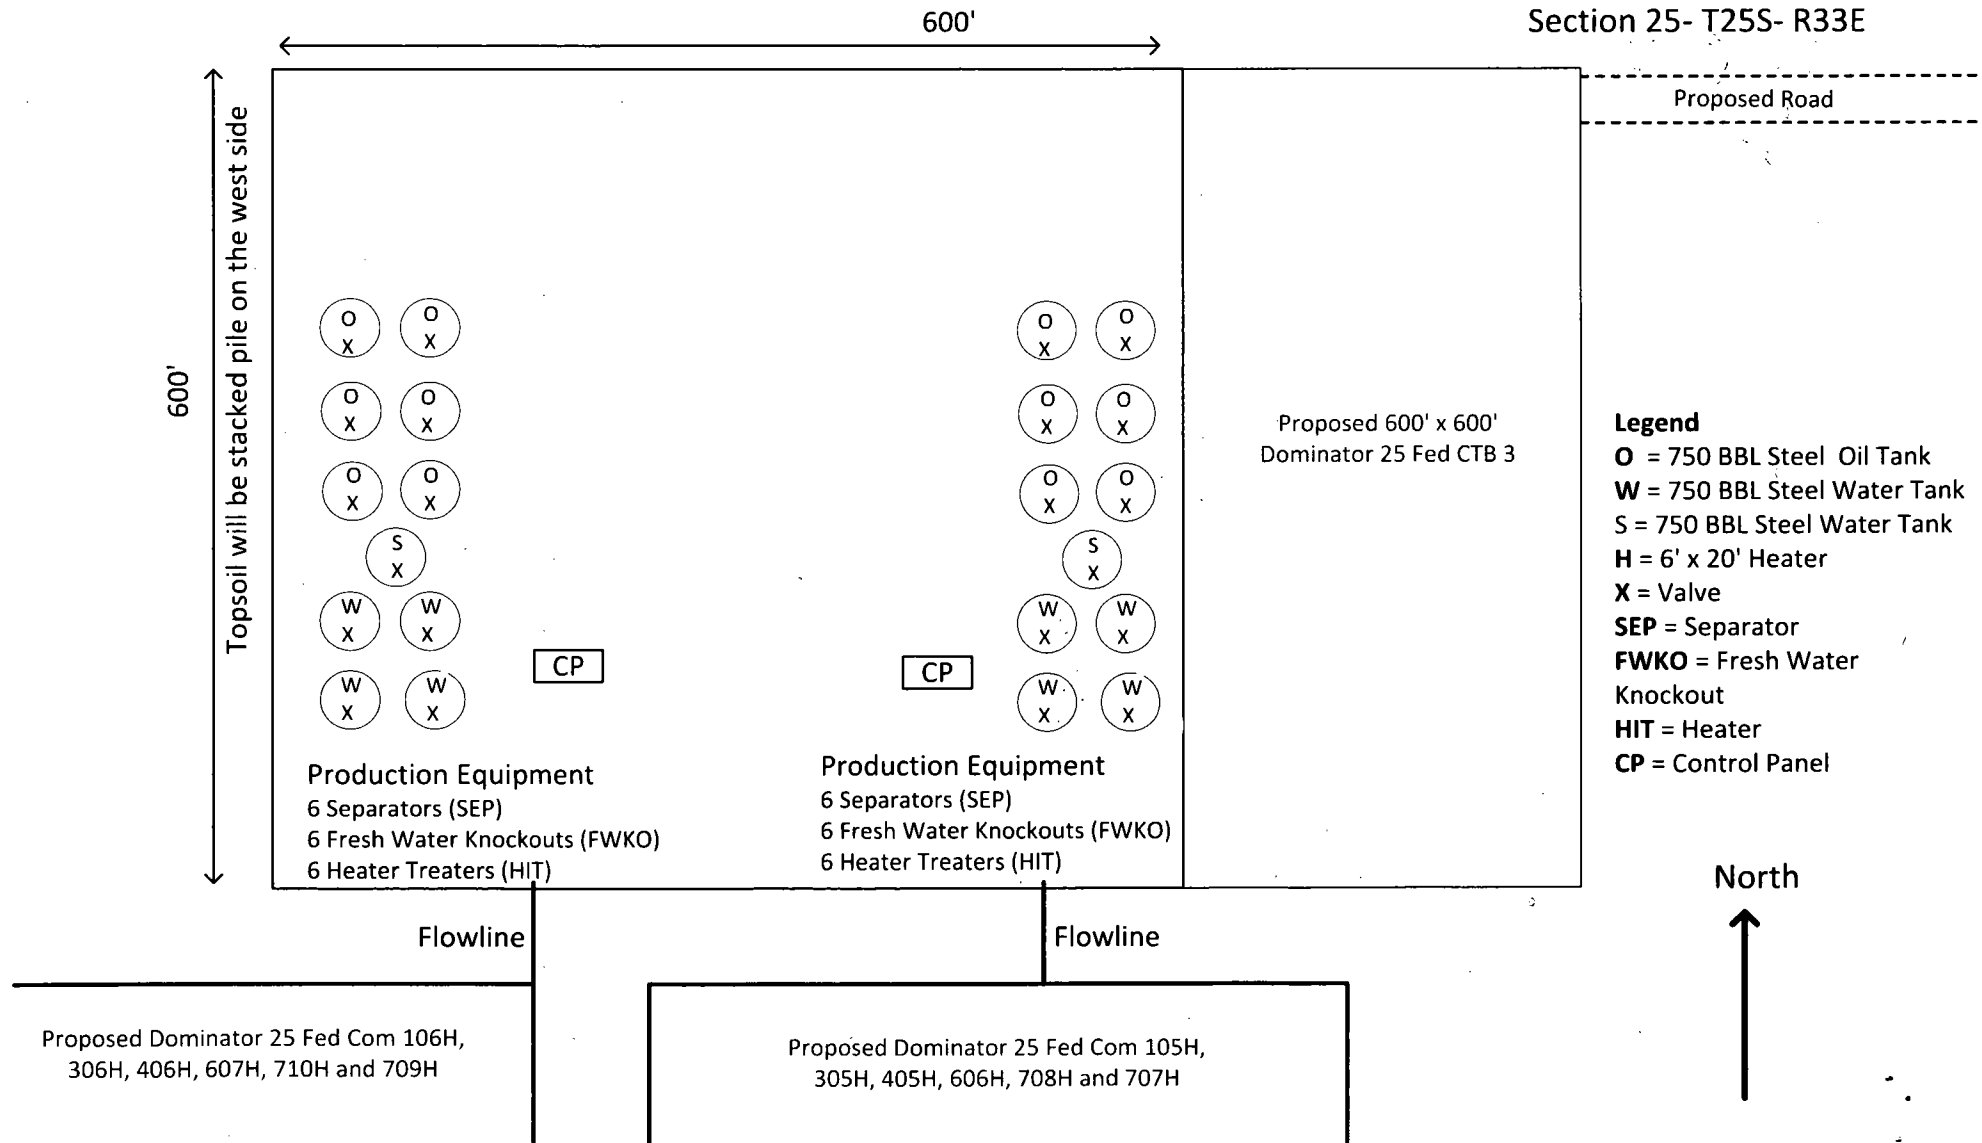 600'
Section 25- T25S- R33E
Proposed Road
Topsoil will be stacked pile on the west side
600'
O O O O
X X X X
O O O O
X X X X
O O O O
X X X X
S S
X X
W W W W
X X X X
CP CP
W W W W
X X X X
Proposed 600' x 600'
Dominator 25 Fed CTB 3
Legend
O = 750 BBL Steel Oil Tank
W = 750 BBL Steel Water Tank
S = 750 BBL Steel Water Tank
H = 6' x 20' Heater
X = Valve
SEP = Separator
FWKO = Fresh Water
Knockout
HIT = Heater
CP = Control Panel
Production Equipment
6 Separators (SEP)
6 Fresh Water Knockouts (FWKO)
6 Heater Treaters (HIT)
Production Equipment
6 Separators (SEP)
6 Fresh Water Knockouts (FWKO)
6 Heater Treaters (HIT)
North
Flowline
Flowline
Proposed Dominator 25 Fed Com 106H,
306H, 406H, 607H, 710H and 709H
Proposed Dominator 25 Fed Com 105H,
305H, 405H, 606H, 708H and 707H